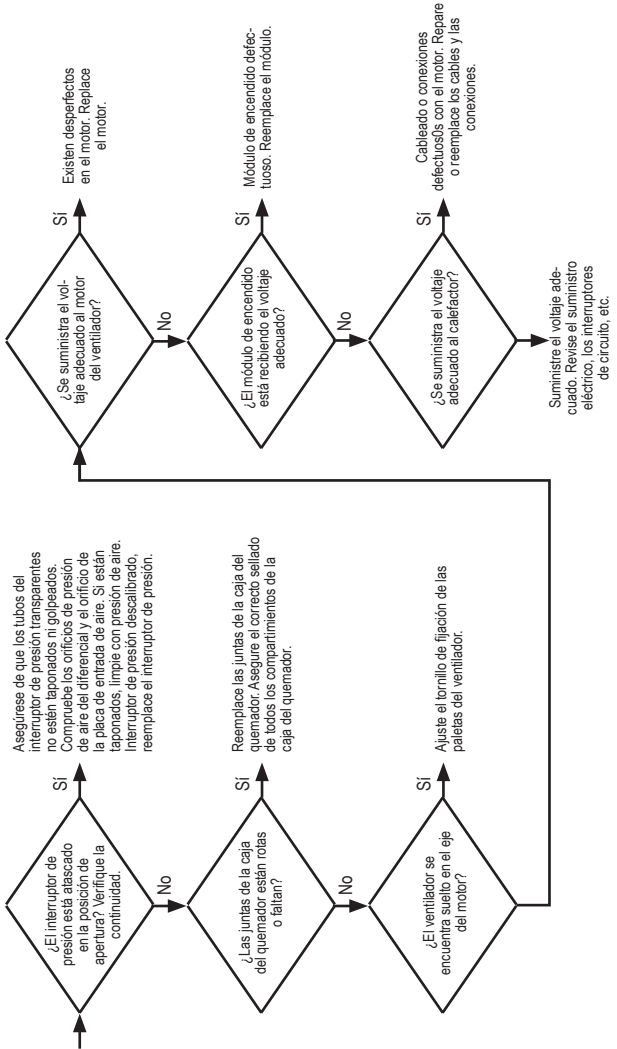 ¿El interruptor de
presión está atascado
en la posición de
apertura? Verifique la
continuidad.
Sí
Asegúrese de que los tubos del
interruptor de presión transparentes
no estén taponados ni golpeados.
Compruebe los orificios de presión
de aire del diferencial y el orificio de
la placa de entrada de aire. Si están
taponados, limpie con presión de aire.
Interruptor de presión descalibrado,
reemplace el interruptor de presión.
No
¿Las juntas de la caja
del quemador están rotas
o faltan?
Sí
Reemplace las juntas de la caja del
quemador. Asegure el correcto sellado
de todos los compartimientos de la
caja del quemador.
No
¿El ventilador se
encuentra suelto en el eje
del motor?
Sí
Ajuste el tornillo de fijación de las
paletas del ventilador.
¿Se suministra el vol-
taje adecuado al motor
del ventilador?
Sí
Existen desperfectos
en el motor. Replace
el motor.
No
¿El módulo de encendido
está recibiendo el voltaje
adecuado?
Sí
Módulo de encendido defec-
tuoso. Reemplace el módulo.
No
¿Se suministra el voltaje
adecuado al calefactor?
Sí
Cableado o conexiones
defectuos0s con el motor. Repare
o reemplace los cables y las
conexiones.
Suministre el voltaje ade-
cuado. Revise el suministro
eléctrico, los interruptores
de circuito, etc.